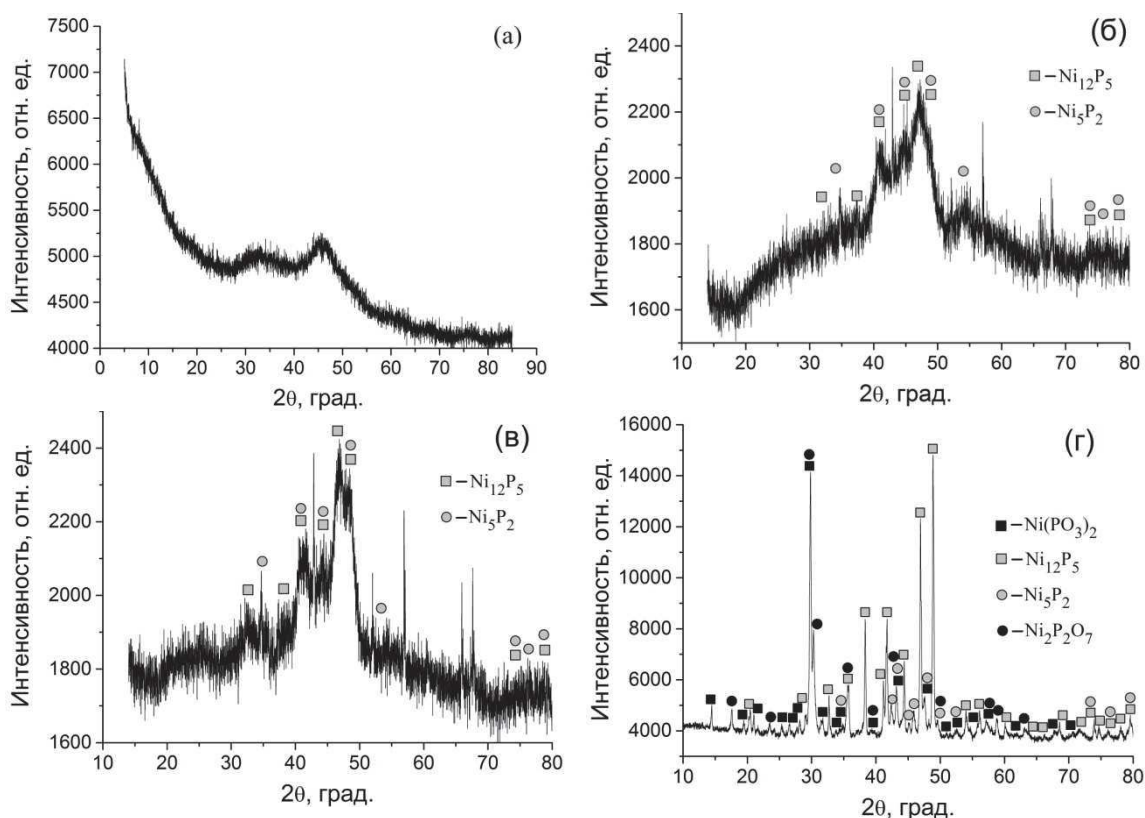 (а)
7500
7000
6500
6000
5500
5000
4500
4000
Интенсивность, отн. ед.
0 10 20 30 40 50 60 70 80 90
2θ, град.
(б)
2400
2200
2000
1800
1600
Интенсивность, отн. ед.
–Ni12P5
–Ni5P2
10 20 30 40 50 60 70 80
2θ, град.
(в)
2400
2200
2000
1800
1600
Интенсивность, отн. ед.
–Ni12P5
–Ni5P2
10 20 30 40 50 60 70 80
2θ, град.
(г)
16000
14000
12000
10000
8000
6000
4000
Интенсивность, отн. ед.
–Ni(PO3)2
–Ni12P5
–Ni5P2
–Ni2P2O7
10 20 30 40 50 60 70 80
2θ, град.